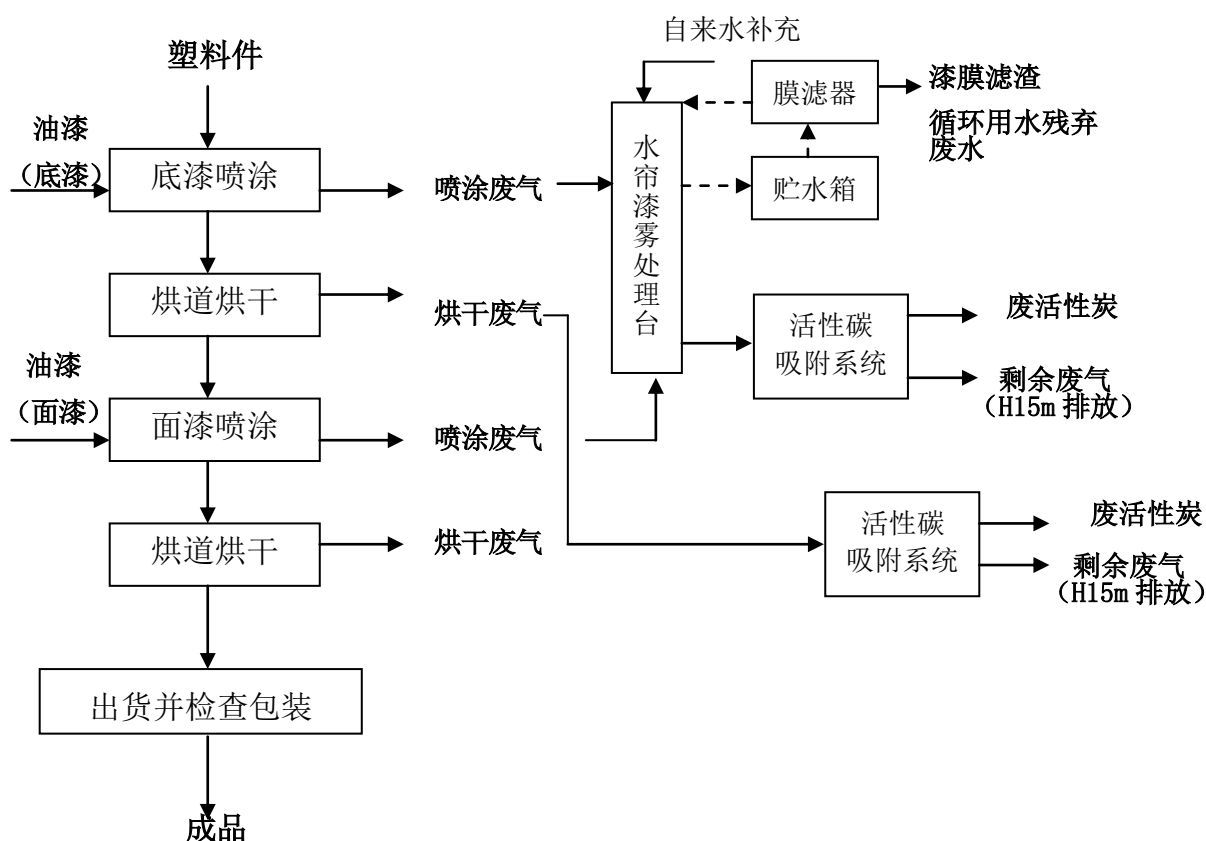 自来水补充
塑料件
膜滤器
漆膜滤渣
循环用水残弃
废水
油漆
（底漆）
底漆喷涂
喷涂废气
水
帘
漆
雾
处
理
台
贮水箱
烘道烘干
烘干废气
活性碳
吸附系统
废活性炭
剩余废气
（H15m 排放）
油漆
（面漆）
面漆喷涂
喷涂废气
烘道烘干
烘干废气
活性碳
吸附系统
废活性炭
剩余废气
（H15m 排放）
出货并检查包装
成品